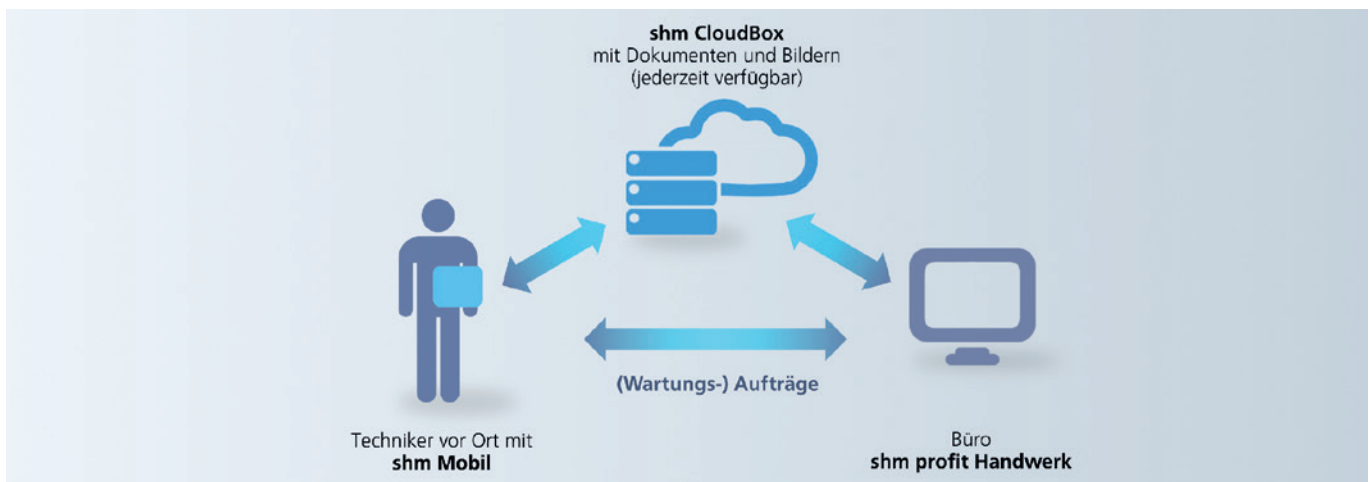 shm CloudBox
mit Dokumenten und Bildern
(jederzeit verfügbar)
(Wartungs-) Aufträge
Techniker vor Ort mit
shm Mobil
Büro
shm profit Handwerk